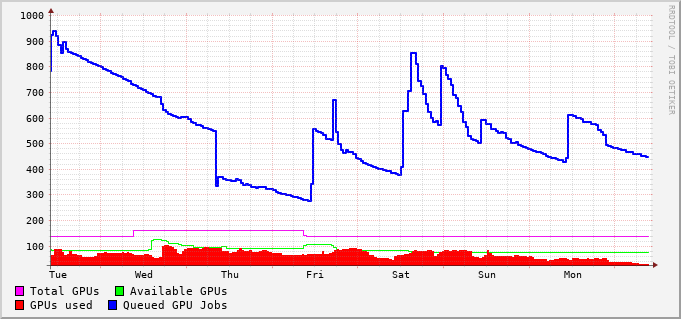 1000
900
800
700
600
500
400
300
200
100
Tue Wed Thu Fri Sat Sun Mon
Total GPUs Available GPUs
GPUs used Queued GPU Jobs
RRDTOOL / TOBI OETIKER